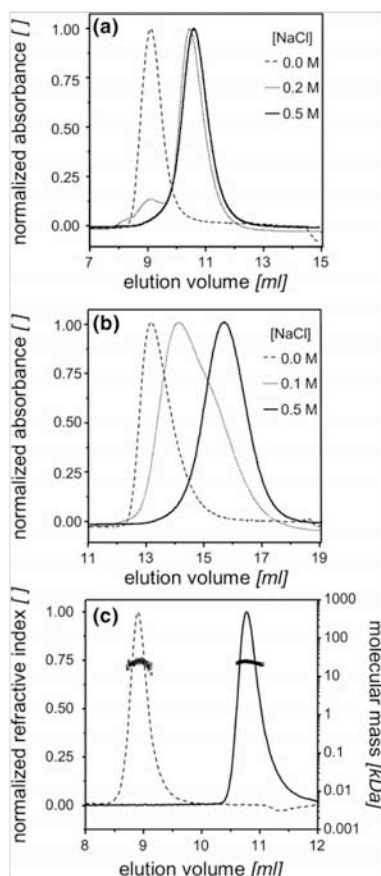 (a)
[NaCl]
0.0 M
0.2 M
0.5 M
normalized absorbance [ ]
1.00
0.75
0.50
0.25
0.00
7 9 11 13 15
elution volume [ml]
(b)
[NaCl]
0.0 M
0.1 M
0.5 M
normalized absorbance [ ]
1.00
0.75
0.50
0.25
0.00
11 13 15 17 19
elution volume [ml]
(c)
normalized refractive index [ ]
1.00
0.75
0.50
0.25
0.00
molecular mass [kDa]
1000
100
10
1
0.1
0.01
0.001
8 9 10 11 12
elution volume [ml]